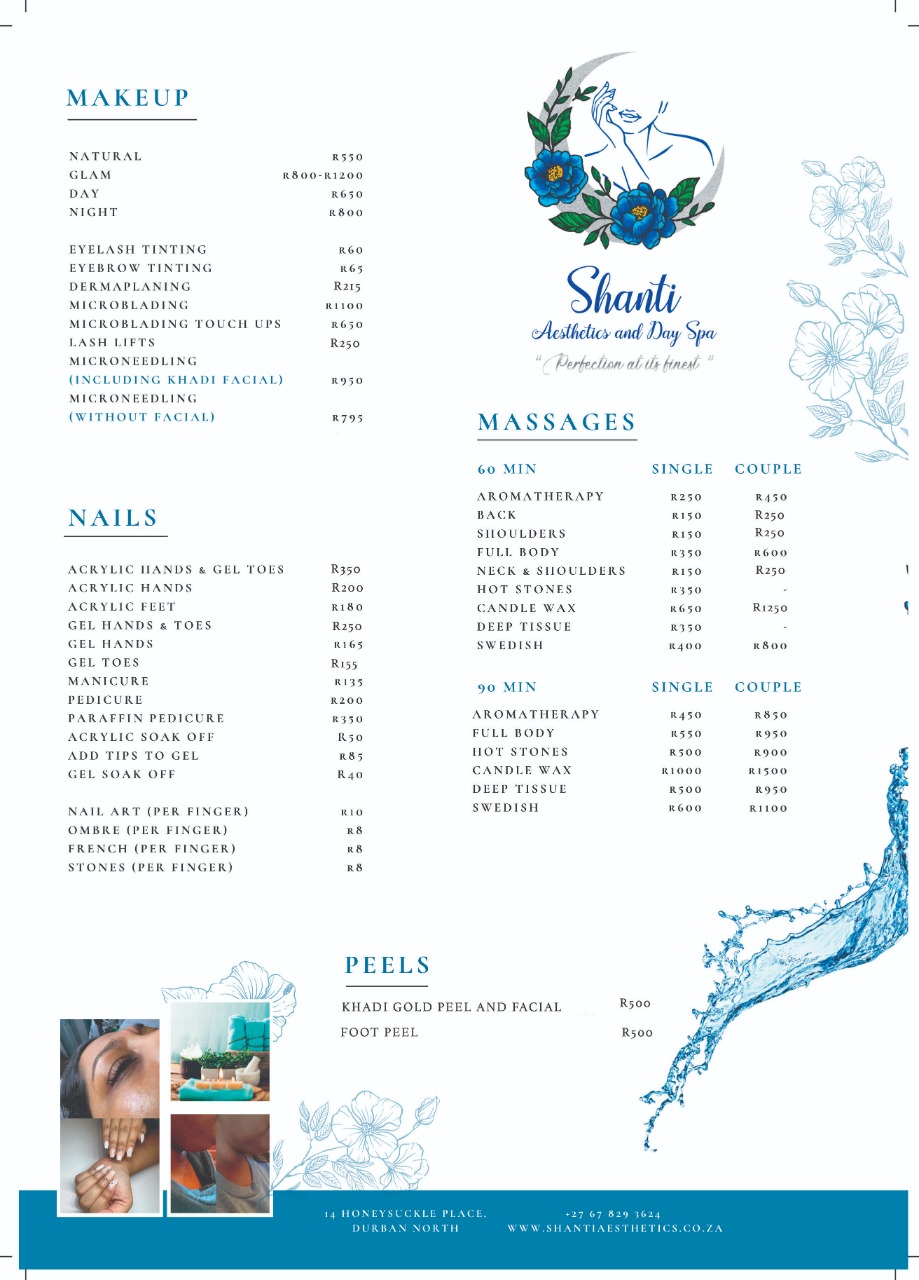 MAKEUP
NATURAL R550
GLAM R800-R1200
DAY R650
NIGHT R800
EYELASH TINTING R60
EYEBROW TINTING R65
DERMAPLANING R215
MICROBLADING R1100
MICROBLADING TOUCH UPS R650
LASH LIFTS R250
MICRONEEDLING
(INCLUDING KHADI FACIAL) R950
MICRONEEDLING
(WITHOUT FACIAL) R795
NAILS
ACRYLIC HANDS & GEL TOES R350
ACRYLIC HANDS R200
ACRYLIC FEET R180
GEL HANDS & TOES R250
GEL HANDS R165
GEL TOES R155
MANICURE R135
PEDICURE R200
PARAFFIN PEDICURE R350
ACRYLIC SOAK OFF R50
ADD TIPS TO GEL R85
GEL SOAK OFF R40
NAIL ART (PER FINGER) R10
OMBRE (PER FINGER) R8
FRENCH (PER FINGER) R8
STONES (PER FINGER) R8
Shanti
Aesthetics and Day Spa
"Perfection at its finest"
MASSAGES
60 MIN SINGLE COUPLE
AROMATHERAPY R250 R450
BACK R150 R250
SHOULDERS R150 R250
FULL BODY R350 R600
NECK & SHOULDERS R150 R250
HOT STONES R350 -
CANDLE WAX R650 R1250
DEEP TISSUE R350 -
SWEDISH R400 R800
90 MIN SINGLE COUPLE
AROMATHERAPY R450 R850
FULL BODY R550 R950
HOT STONES R500 R900
CANDLE WAX R1000 R1500
DEEP TISSUE R500 R950
SWEDISH R600 R1100
PEELS
KHADI GOLD PEEL AND FACIAL R500
FOOT PEEL R500
14 HONEYSUCKLE PLACE,
DURBAN NORTH
+27 67 829 3624
WWW.SHANTIAESTHETICS.CO.ZA